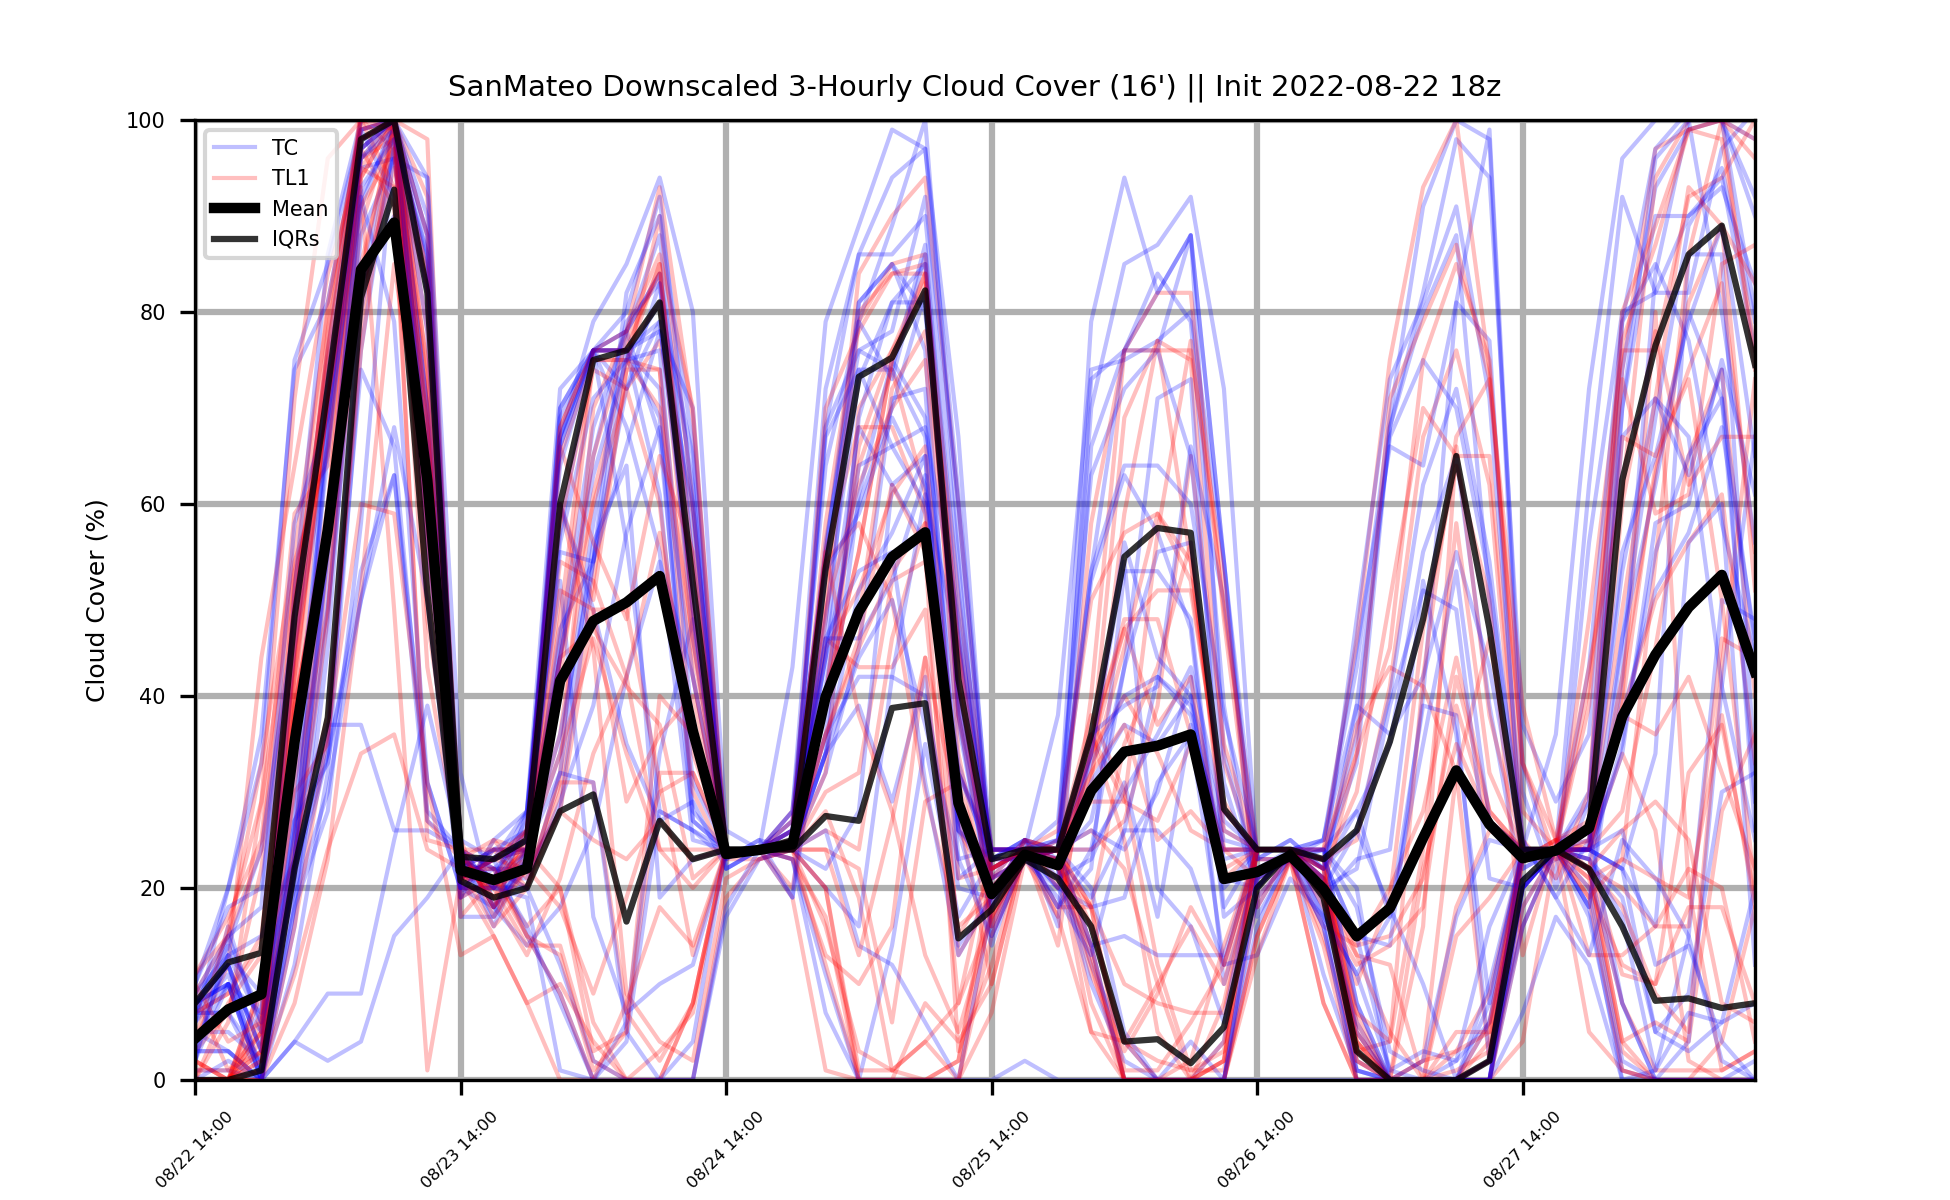 SanMateo Downscaled 3-Hourly Cloud Cover (16') || Init 2022-08-22 18z
100
80
60
40
20
0
Cloud Cover (%)
TC
TL1
Mean
IQRs
08/22 14:00
08/23 14:00
08/24 14:00
08/25 14:00
08/26 14:00
08/27 14:00